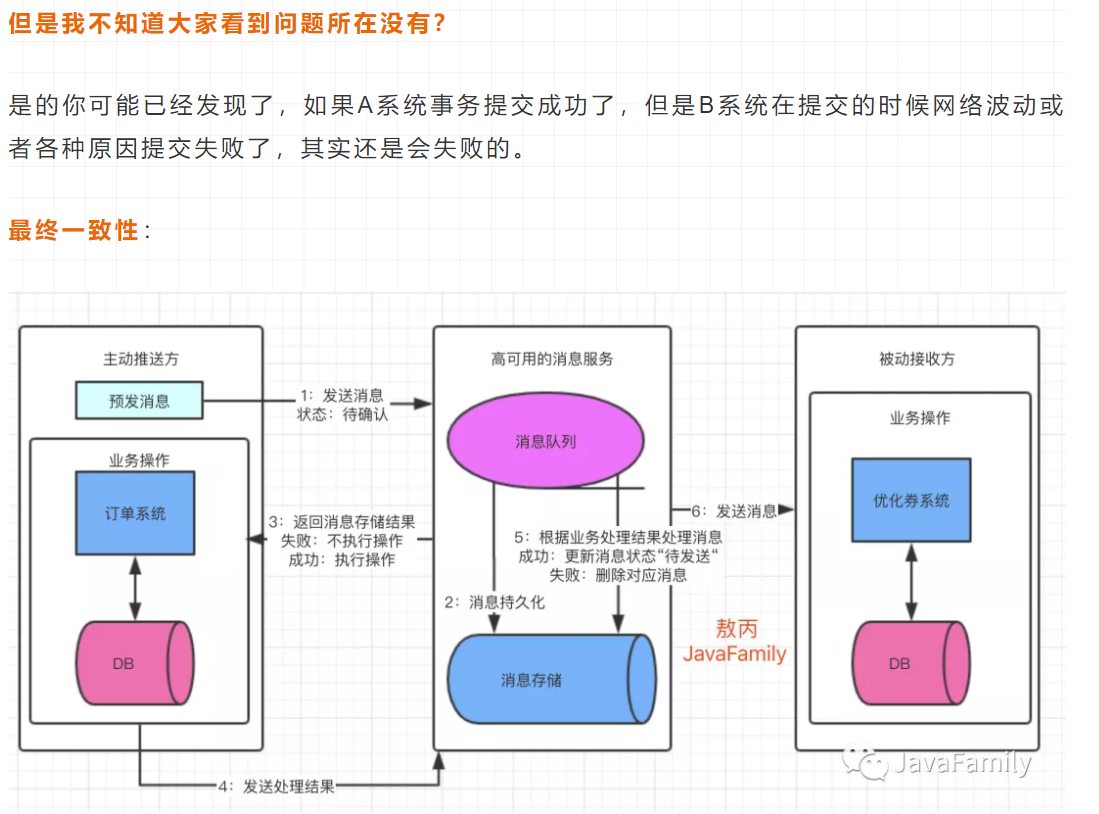 但是我不知道大家看到问题所在没有？
是的你可能已经发现了，如果A系统事务提交成功了，但是B系统在提交的时候网络波动或
者各种原因提交失败了，其实还是会失败的。
最终一致性：
主动推送方
预发消息
业务操作
订单系统
DB
1：发送消息
状态：待确认
3：返回消息存储结果
失败：不执行操作
成功：执行操作
高可用的消息服务
消息队列
5：根据业务处理结果处理消息
成功：更新消息状态“待发送“
失败：删除对应消息
2：消息持久化
消息存储
6：发送消息
敖丙
JavaFamily
被动接收方
业务操作
优化券系统
DB
4：发送处理结果
JavaFamily